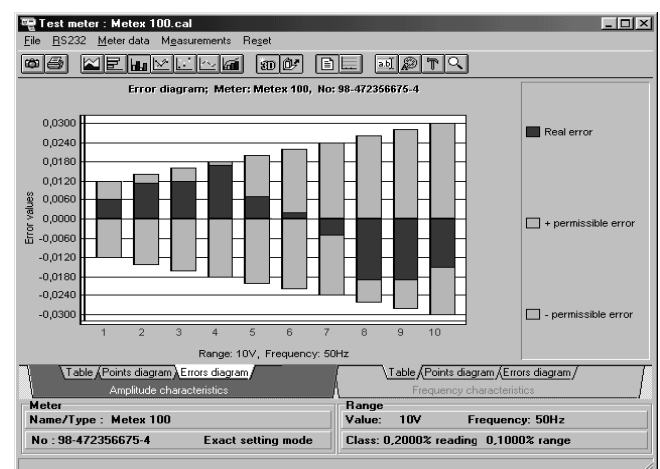 Test meter : Metex 100.cal
File RS232 Meter data Measurements Reset
3D
a.b]
Error diagram; Meter: Metex 100, No: 98-472356675-4
Error values
0,0300
0,0240
0,0180
0,0120
0,0060
0,0000
-0,0060
-0,0120
-0,0180
-0,0240
-0,0300
1 2 3 4 5 6 7 8 9 10
Range: 10V, Frequency: 50Hz
Real error
+ permissible error
- permissible error
Table Points diagram Errors diagram
Amplitude characteristics
Table Points diagram Errors diagram
Frequency characteristics
Meter
Name/Type : Metex 100
No : 98-472356675-4 Exact setting mode
Range
Value: 10V Frequency: 50Hz
Class: 0,2000% reading 0,1000% range